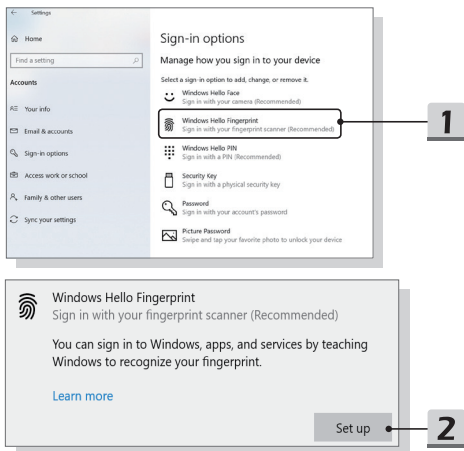 Settings
Home
Find a setting
Accounts
Your info
Email & accounts
Sign-in options
Access work or school
Family & other users
Sync your settings
Sign-in options
Manage how you sign in to your device
Select a sign-in option to add, change, or remove it.
Windows Hello Face
Sign in with your camera (Recommended)
Windows Hello Fingerprint
Sign in with your fingerprint scanner (Recommended)
Windows Hello PIN
Sign in with a PIN (Recommended)
Security Key
Sign in with a physical security key
Password
Sign in with your account's password
Picture Password
Swipe and tap your favorite photo to unlock your device
1
Windows Hello Fingerprint
Sign in with your fingerprint scanner (Recommended)
You can sign in to Windows, apps, and services by teaching
Windows to recognize your fingerprint.
Learn more
Set up
2